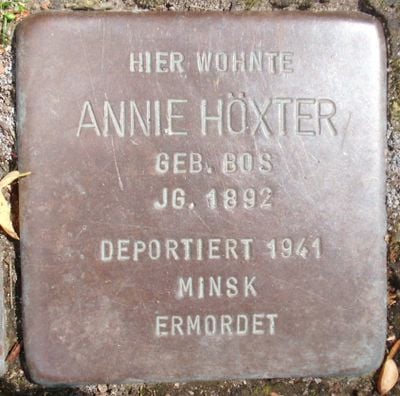 HIER WOHNTE
ANNIE HÖXTER
GEB. BOS
JG. 1892
DEPORTIERT 1941
MINSK
ERMORDET